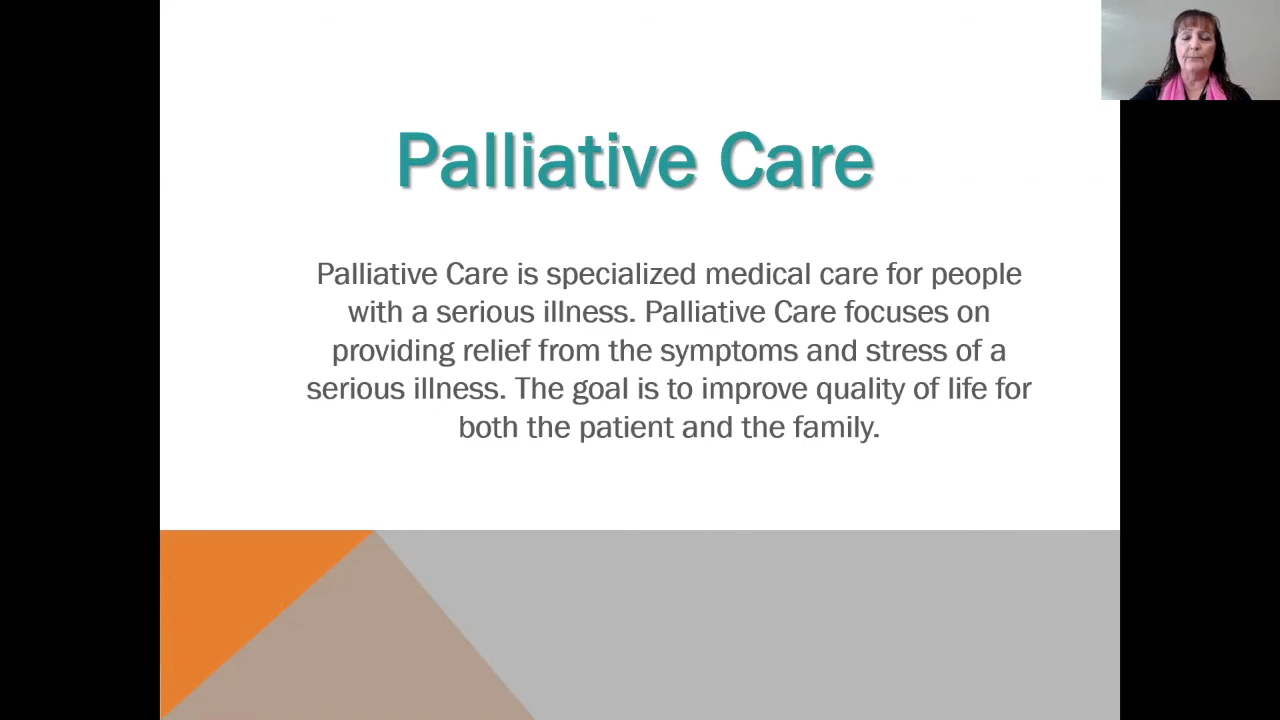 Palliative Care
Palliative Care is specialized medical care for people
with a serious illness. Palliative Care focuses on
providing relief from the symptoms and stress of a
serious illness. The goal is to improve quality of life for
both the patient and the family.